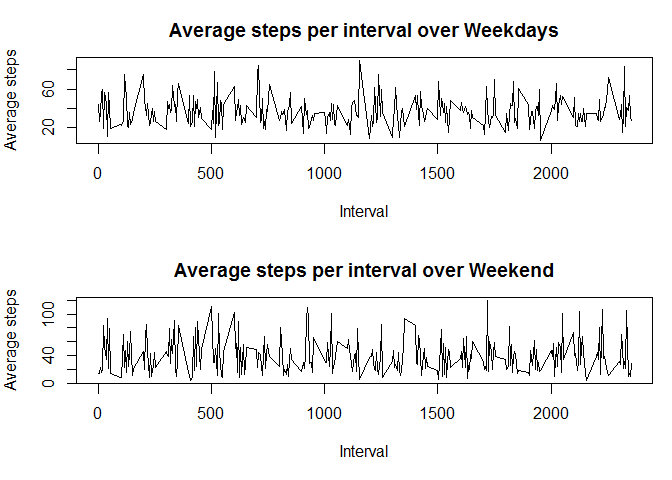 Average steps per interval over Weekdays
Average steps
60
20
0 500 1000 1500 2000
Interval
Average steps per interval over Weekend
Average steps
100
40
0
0 500 1000 1500 2000
Interval